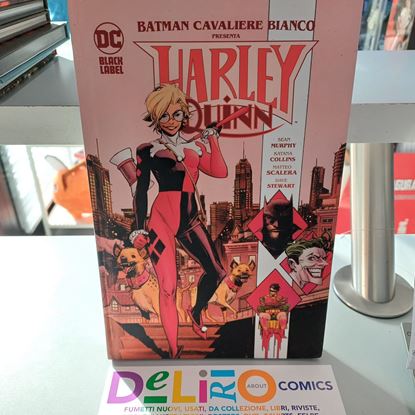 BATMAN CAVALIERE BIANCO
PRESENTA
DC
BLACK LABEL
HARLEY
QUINN
SEAN
MURPHY
KATANA
COLLINS
MATTEO
SCALERA
DAVE
STEWART
DELIRIO ABOUT COMICS
FUMETTI NUOVI, USATI, DA COLLEZIONE, LIBRI, RIVISTE,